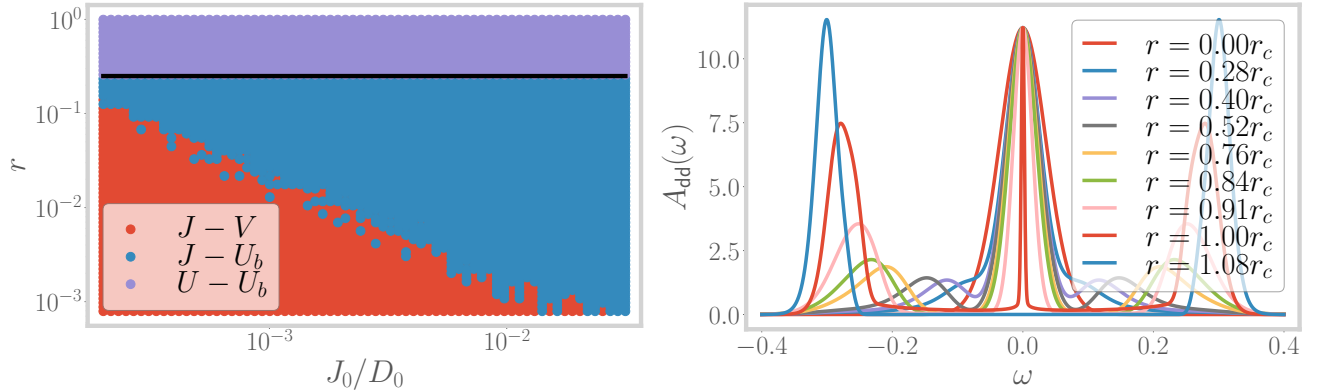 10⁰
10⁻¹
10⁻²
10⁻³
r
J − V
J − U_b
U − U_b
10⁻³
10⁻²
J₀/D₀
10.0
7.5
5.0
2.5
0.0
A_dd(ω)
r = 0.00r_c
r = 0.28r_c
r = 0.40r_c
r = 0.52r_c
r = 0.76r_c
r = 0.84r_c
r = 0.91r_c
r = 1.00r_c
r = 1.08r_c
−0.4
−0.2
0.0
0.2
0.4
ω